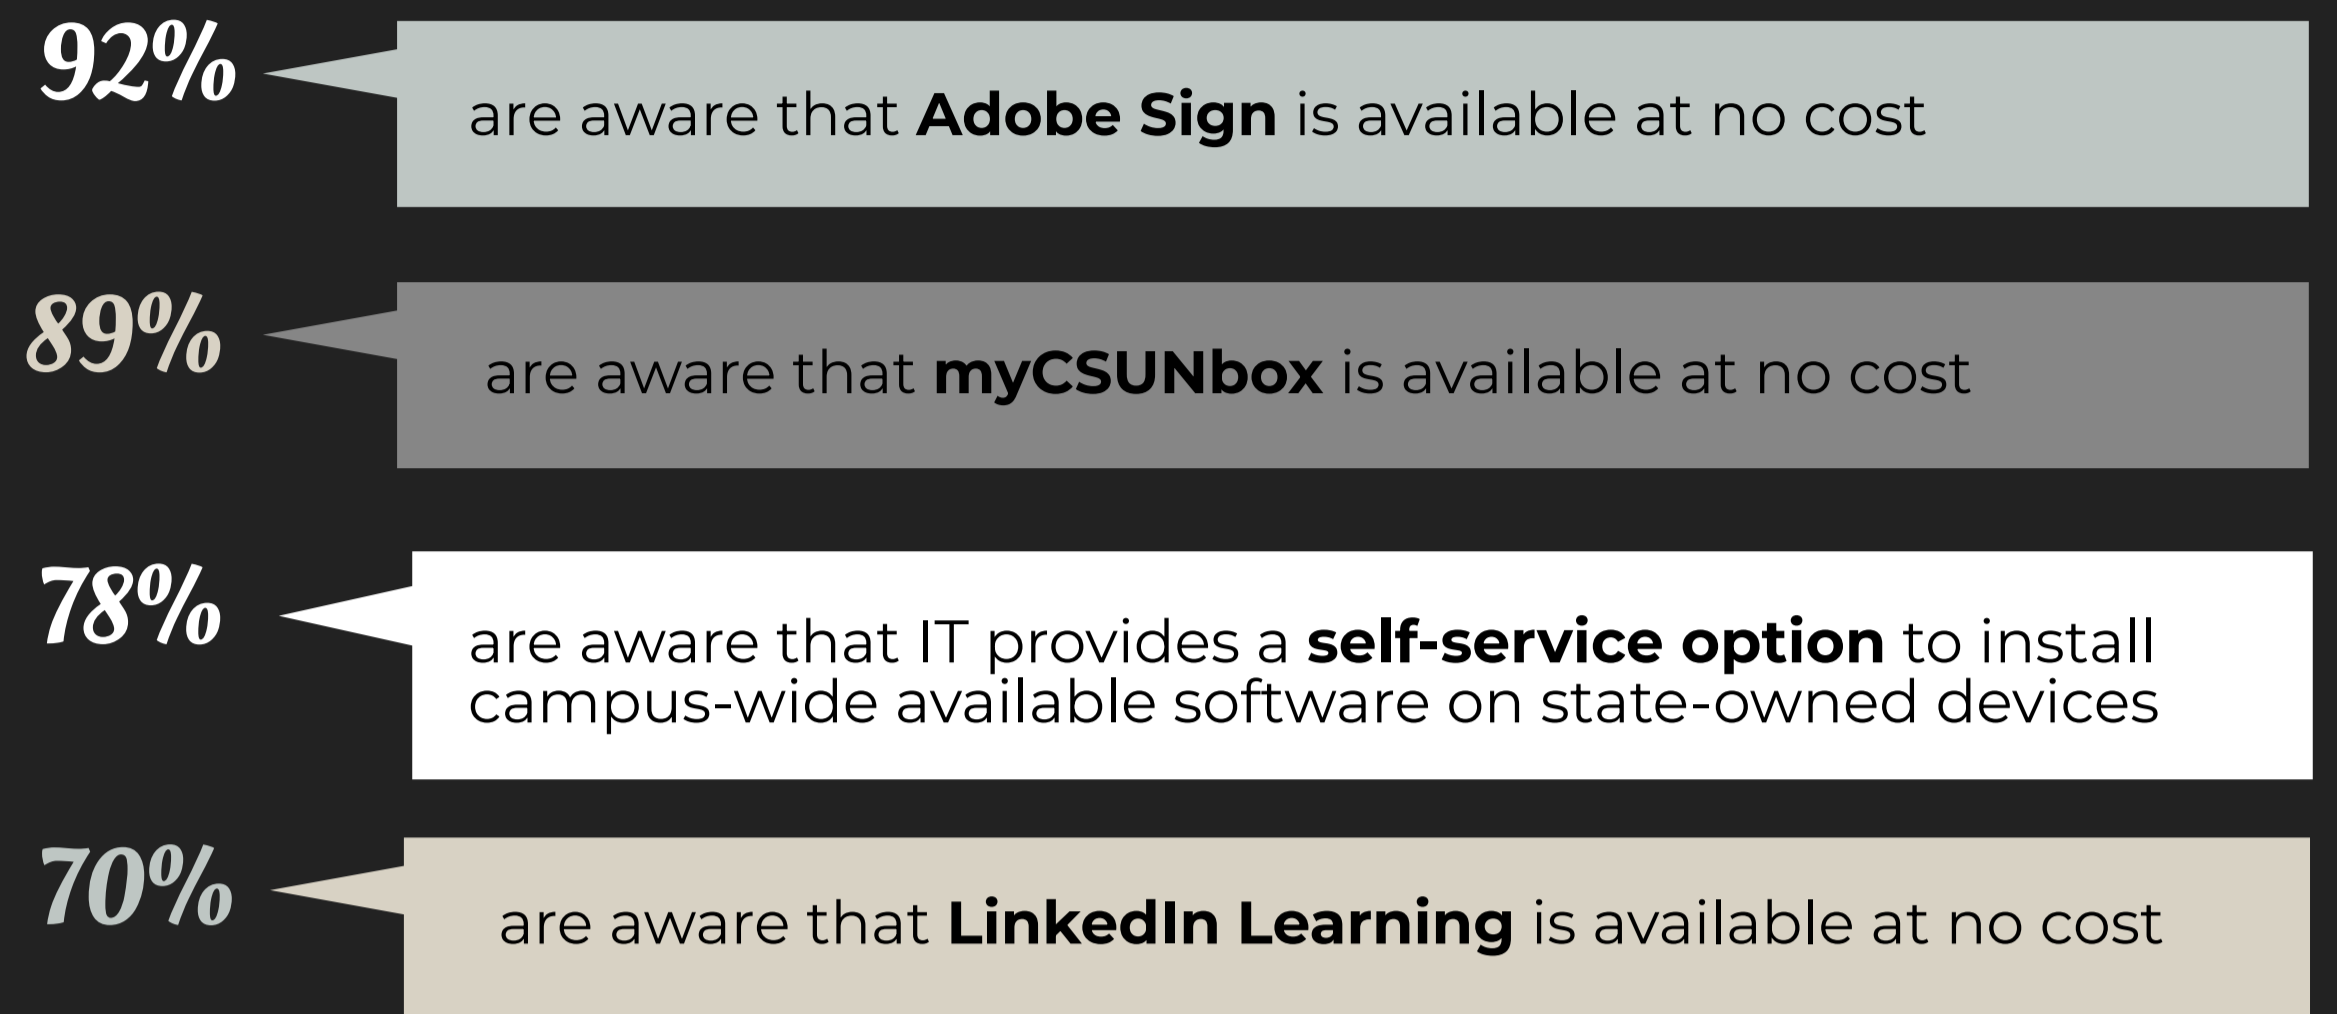 92%
are aware that Adobe Sign is available at no cost
89%
are aware that myCSUNbox is available at no cost
78%
are aware that IT provides a self-service option to install
campus-wide available software on state-owned devices
70%
are aware that LinkedIn Learning is available at no cost